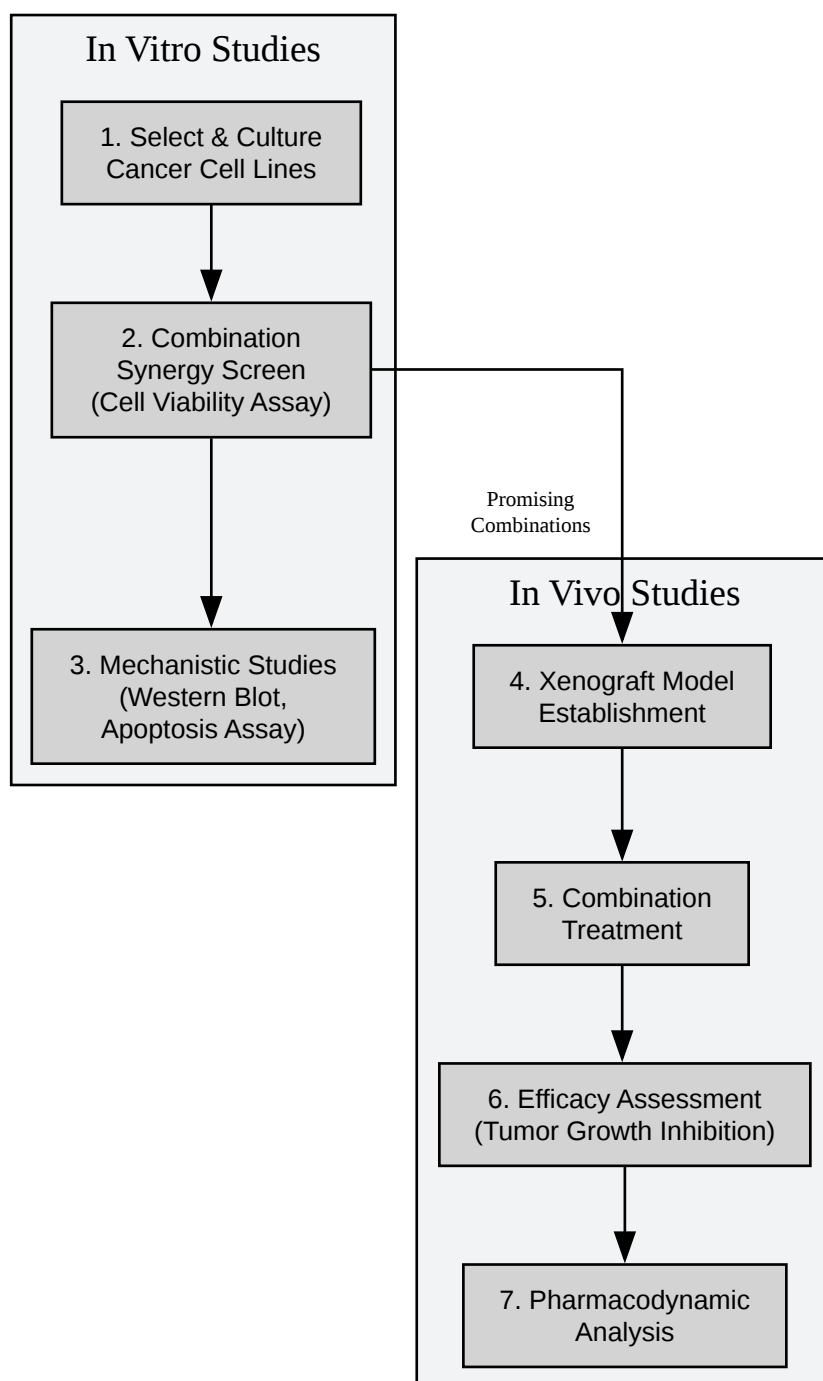 In Vitro Studies
1. Select & Culture
Cancer Cell Lines
2. Combination
Synergy Screen
(Cell Viability Assay)
3. Mechanistic Studies
(Western Blot,
Apoptosis Assay)
Promising
Combinations
In Vivo Studies
4. Xenograft Model
Establishment
5. Combination
Treatment
6. Efficacy Assessment
(Tumor Growth Inhibition)
7. Pharmacodynamic
Analysis